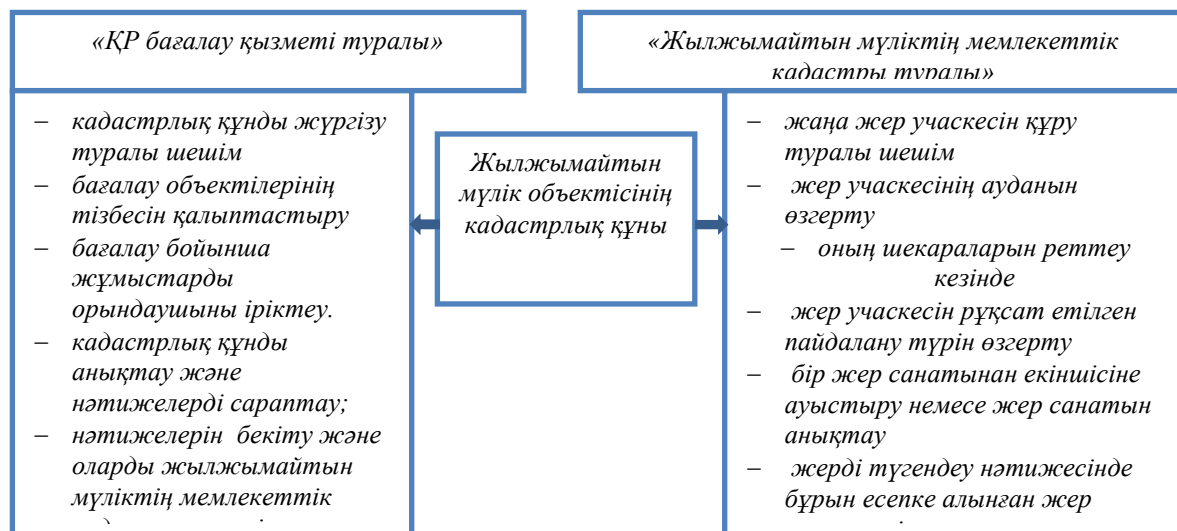 «ҚР бағалау қызметі туралы»
«Жылжымайтын мүліктің мемлекеттік
кадастры туралы»
– кадастрлық құнды жүргізу
туралы шешім
– бағалау объектілерінің
тізбесін қалыптастыру
– бағалау бойынша
жұмыстарды
орындаушыны іріктеу.
– кадастрлық құнды
анықтау және
нәтижелерді сараптау;
– нәтижелерін бекіту және
оларды жылжымайтын
мүліктің мемлекеттік
Жылжымайтын
мүлік объектісінің
кадастрлық құны
– жаңа жер учаскесін құру
туралы шешім
– жер учаскесінің ауданын
өзгерту
– оның шекараларын реттеу
кезінде
– жер учаскесін рұқсат етілген
пайдалану түрін өзгерту
– бір жер санатынан екіншісіне
ауыстыру немесе жер санатын
анықтау
– жерді түгендеу нәтижесінде
бұрын есепке алынған жер